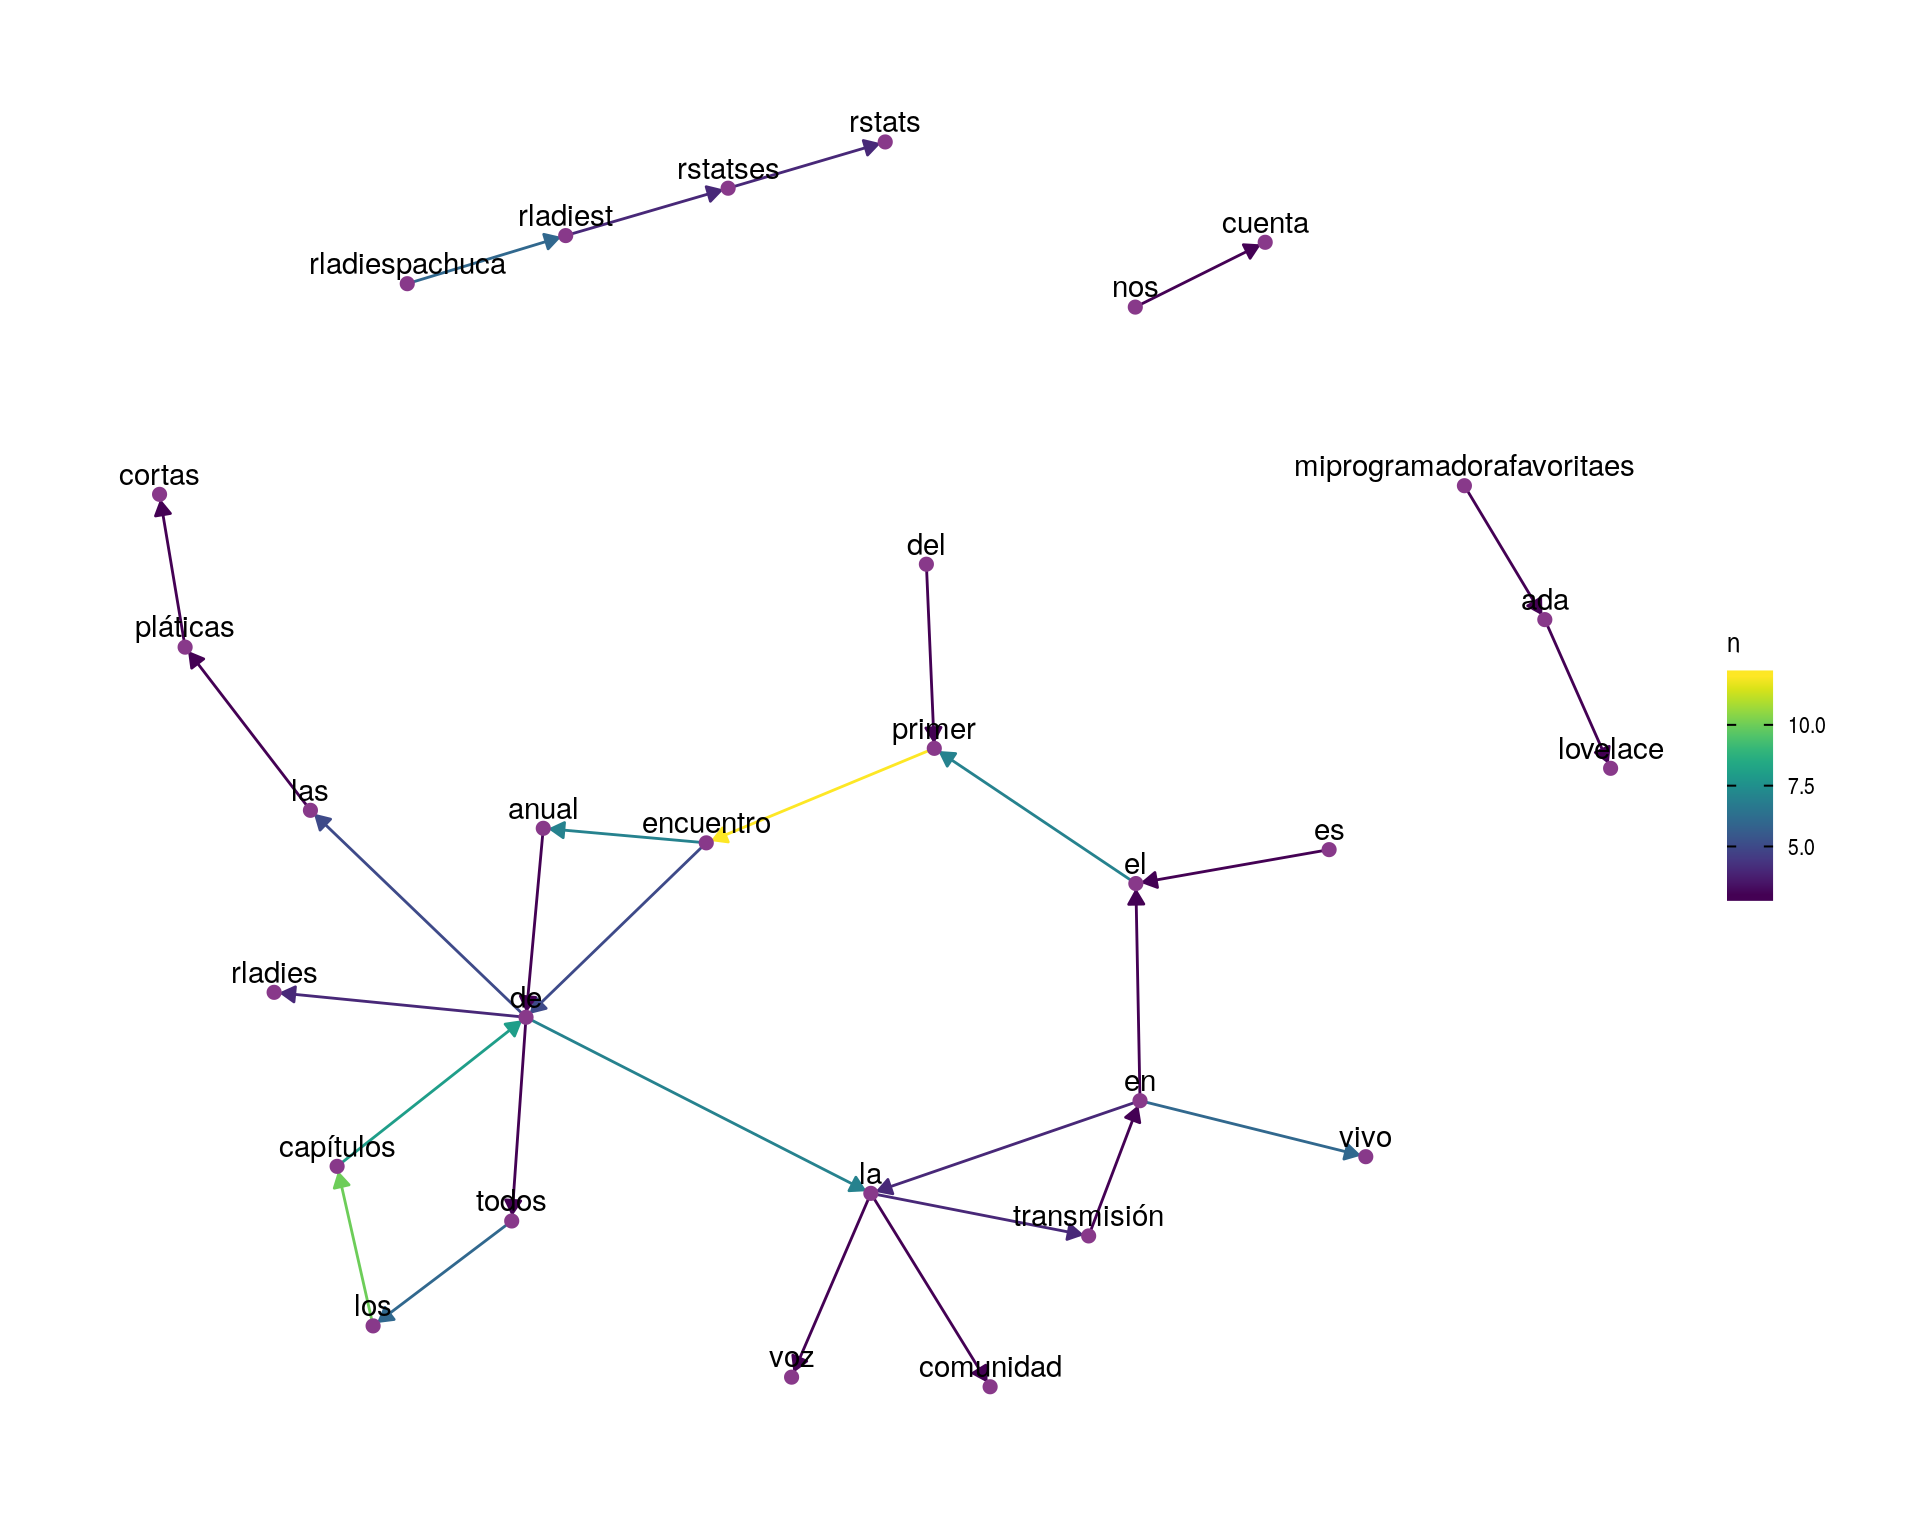 rstats
rstatses
rladiest
cuenta
rladiespachuca
nos
miprogramadorafavoritaes
cortas
del
ada
pláticas
n
primer
lovelace
10.0
las
7.5
anual
encuentro
es
5.0
el
rladies
de
en
vivo
capítulos
la
todos
transmisión
los
voz
comunidad